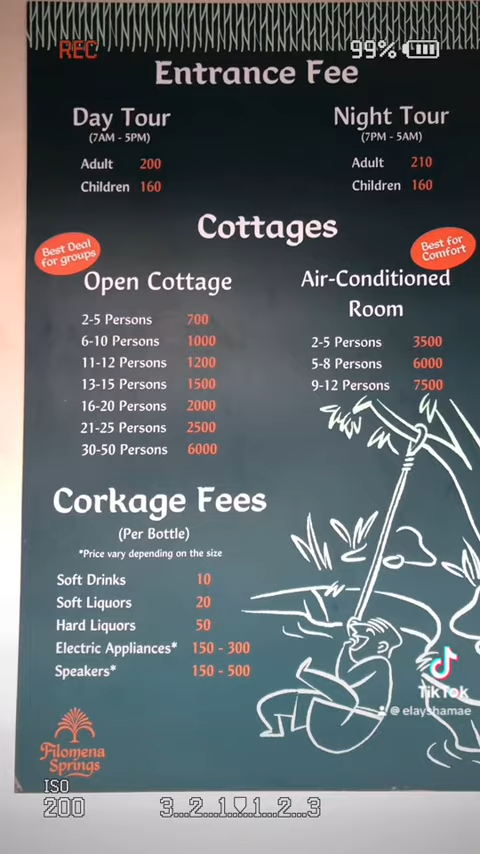 REC
99%
Entrance Fee
Day Tour
(7AM - 5PM)
Adult 200
Children 160
Night Tour
(7PM - 5AM)
Adult 210
Children 160
Cottages
Best Deal
for groups
Open Cottage
2-5 Persons 700
6-10 Persons 1000
11-12 Persons 1200
13-15 Persons 1500
16-20 Persons 2000
21-25 Persons 2500
30-50 Persons 6000
Best for
Comfort
Air-Conditioned
Room
2-5 Persons 3500
5-8 Persons 6000
9-12 Persons 7500
Corkage Fees
(Per Bottle)
*Price vary depending on the size
Soft Drinks 10
Soft Liquors 20
Hard Liquors 50
Electric Appliances* 150 - 300
Speakers* 150 - 500
TikTok
@ elayshamae
Filomena
Springs
ISO
200
3...2...1...1...2...3